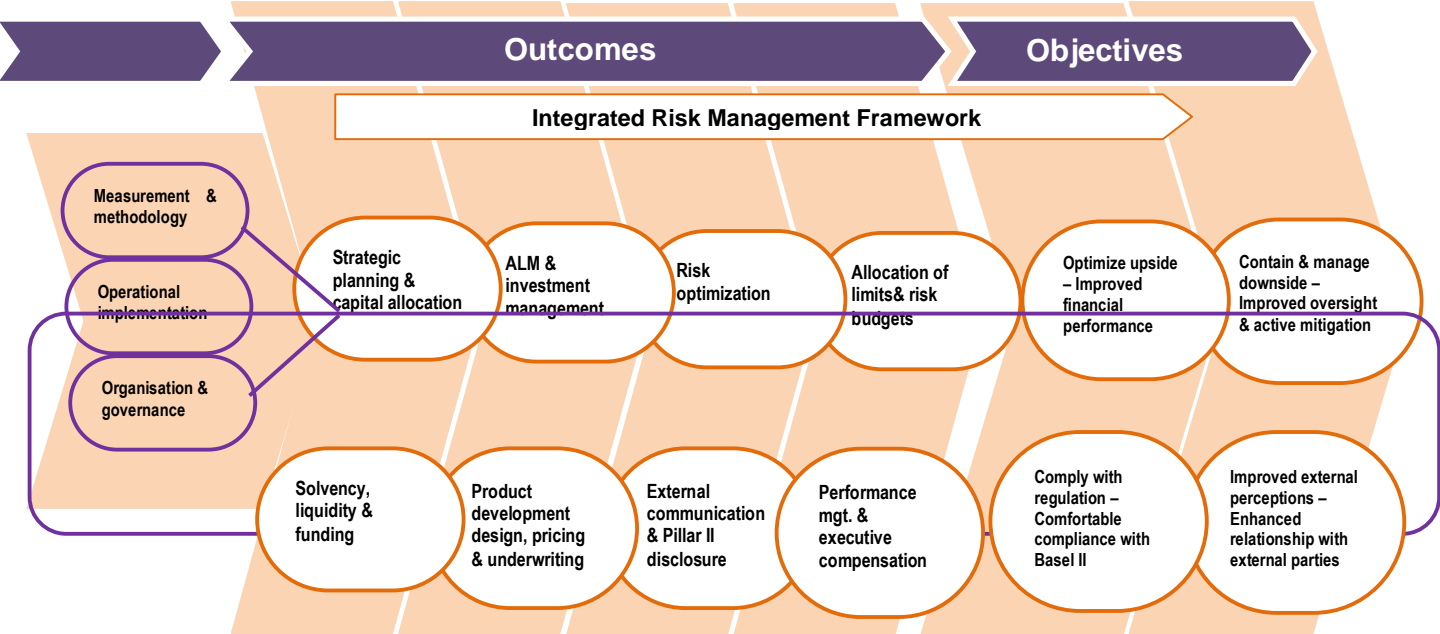 Outcomes
Objectives
Integrated Risk Management Framework
Measurement &
methodology
Operational
implementation
Organisation &
governance
Strategic
planning &
capital allocation
ALM &
investment
management
Risk
optimization
Allocation of
limits& risk
budgets
Optimize upside
– Improved
financial
performance
Contain & manage
downside –
Improved oversight
& active mitigation
Solvency,
liquidity &
funding
Product
development
design, pricing
& underwriting
External
communication
& Pillar II
disclosure
Performance
mgt. &
executive
compensation
Comply with
regulation –
Comfortable
compliance with
Basel II
Improved external
perceptions –
Enhanced
relationship with
external parties